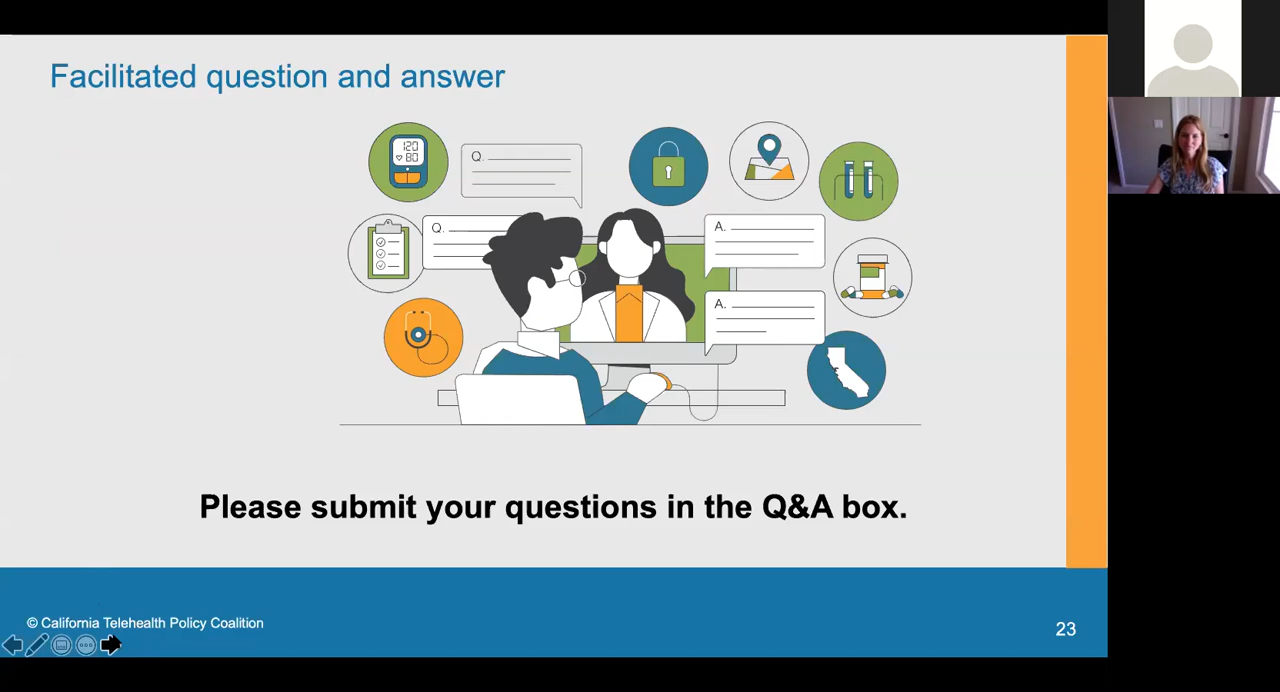 Facilitated question and answer
120
80
Q.
Q.
A.
A.
Please submit your questions in the Q&A box.
© California Telehealth Policy Coalition
23